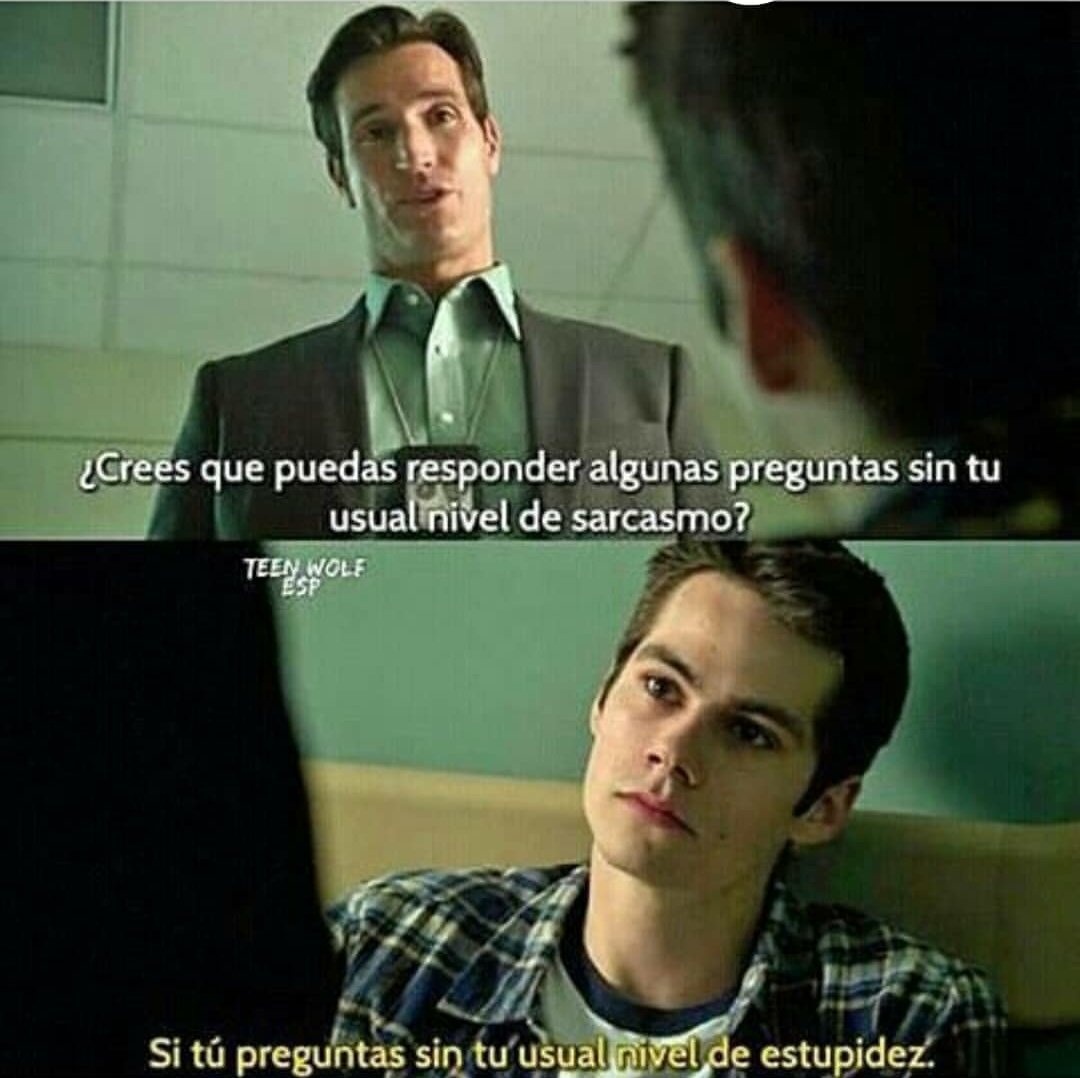 ¿Crees que puedas responder algunas preguntas sin tu
usual nivel de sarcasmo?
TEEN WOLF
ESP
Si tú preguntas sin tu usual nivel de estupidez.